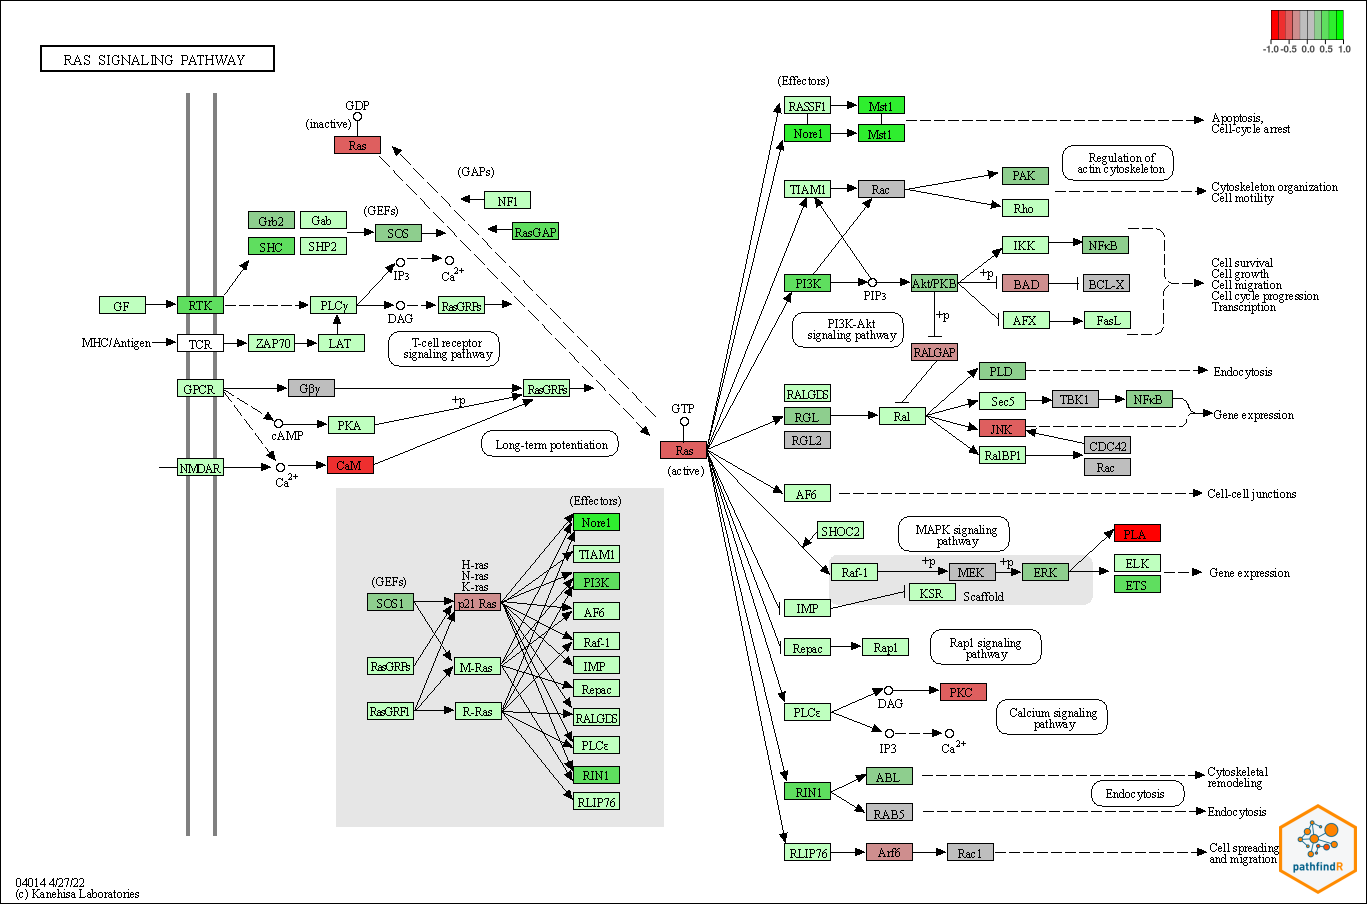 -1.0 -0.5 0.0 0.5 1.0
RAS SIGNALING PATHWAY
GDP
(inactive)
Ras
(GAPs)
NF1
RasGAP
(GEFs)
Grb2
Gab
SOS
SHC
SHP2
IP3
Ca2+
GF
RTK
PLCγ
DAG
RasGRPs
MHC/Antigen
TCR
ZAP70
LAT
T-cell receptor
signaling pathway
GPCR
Gβγ
RasGRFs
+p
cAMP
PKA
Long-term potentiation
NMDAR
Ca2+
CaM
GTP
Ras
(active)
(Effectors)
RASSF1
Mst1
Nore1
Mst1
Apoptosis,
Cell-cycle arrest
Regulation of
actin cytoskeleton
TIAM1
Rac
PAK
Rho
Cytoskeleton organization
Cell motility
IKK
NFκB
PI3K
PIP3
Akt/PKB
+p
BAD
BCL-X
AFX
FasL
Cell survival
Cell growth
Cell migration
Cell cycle progression
Transcription
PI3K-Akt
signaling pathway
+p
RALGAP
PLD
Endocytosis
RALGDS
RGL
RGL2
Ral
Sec5
TBK1
NFκB
Gene expression
JNK
CDC42
RalBP1
Rac
AF6
Cell-cell junctions
SHOC2
MAPK signaling
pathway
PLA
Raf-1
+p
MEK
+p
ERK
ELK
ETS
Gene expression
KSR
Scaffold
IMP
Repac
Rap1
Rap1 signaling
pathway
PLCε
DAG
PKC
IP3
Ca2+
Calcium signaling
pathway
RIN1
ABL
Cytoskeletal
remodeling
RAB5
Endocytosis
Endocytosis
RLIP76
Arf6
Rac1
Cell spreading
and migration
(Effectors)
Nore1
TIAM1
PI3K
AF6
Raf-1
IMP
Repac
RALGDS
PLCε
RIN1
RLIP76
H-ras
N-ras
K-ras
(GEFs)
SOS1
p21 Ras
RasGRPs
M-Ras
RasGRF1
R-Ras
04014 4/27/22
(c) Kanehisa Laboratories
pathfindR